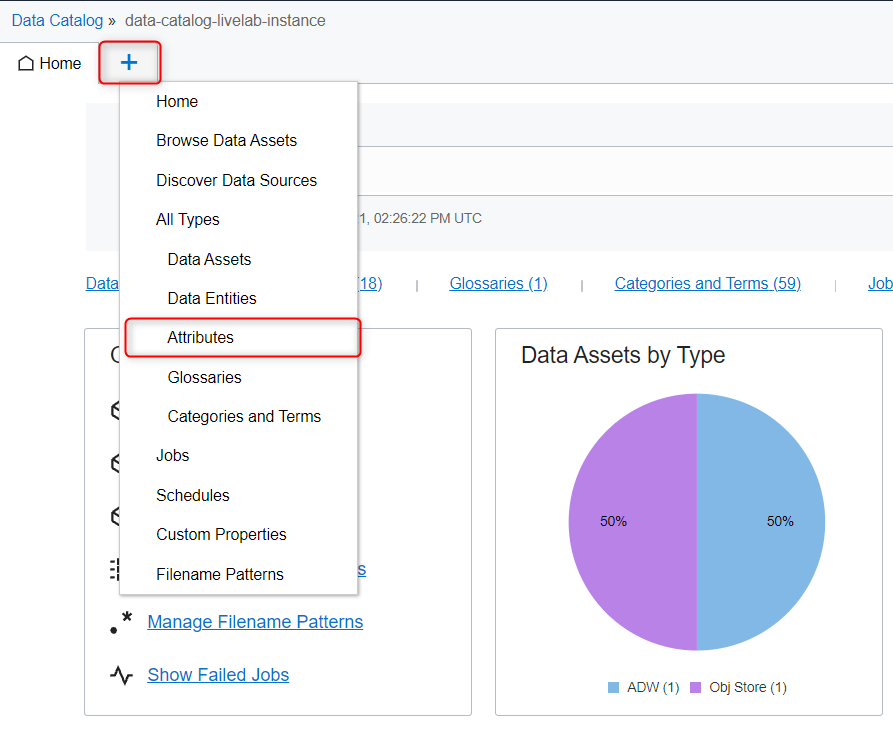 Data Catalog » data-catalog-livelab-instance
Home +
Home
Browse Data Assets
Discover Data Sources
All Types
1, 02:26:22 PM UTC
Data Assets
Data 18) | Glossaries (1) | Categories and Terms (59) | Job
Data Entities
Attributes
Glossaries
Categories and Terms
Jobs
Schedules
Custom Properties
Filename Patterns
s
Manage Filename Patterns
Show Failed Jobs
Data Assets by Type
50% 50%
ADW (1) Obj Store (1)